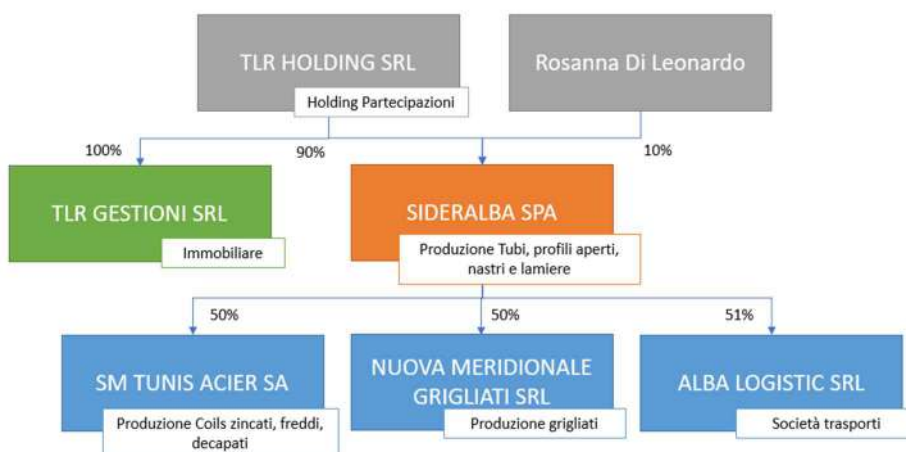 TLR HOLDING SRL
Holding Partecipazioni
Rosanna Di Leonardo
100%
90%
10%
TLR GESTIONI SRL
Immobiliare
SIDERALBA SPA
Produzione Tubi, profili aperti,
nastri e lamiere
50%
50%
51%
SM TUNIS ACIER SA
Produzione Coils zincati, freddi,
decapati
NUOVA MERIDIONALE
GRIGLIATI SRL
Produzione grigliati
ALBA LOGISTIC SRL
Società trasporti